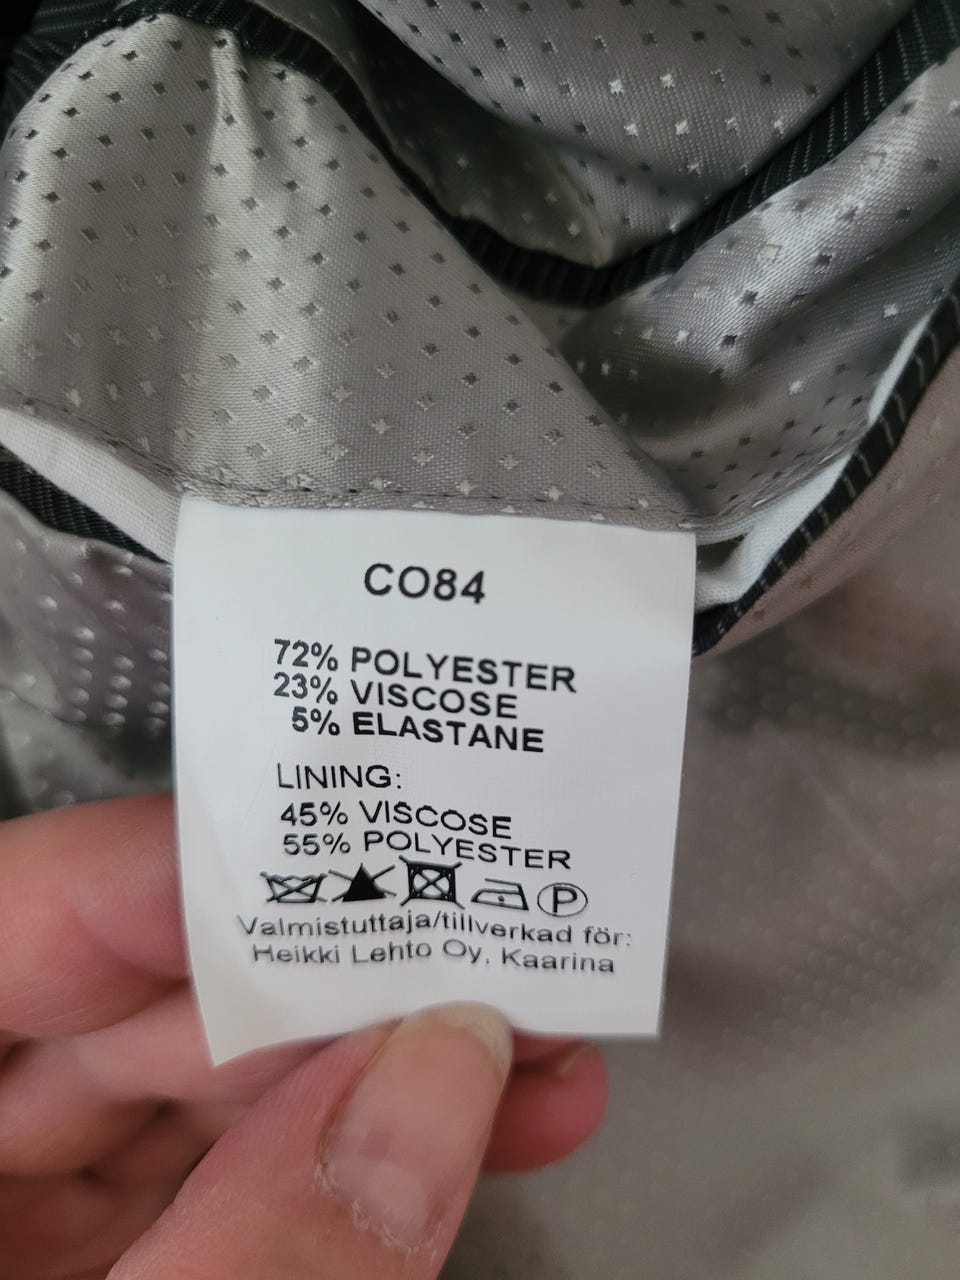 CO84
72% POLYESTER
23% VISCOSE
5% ELASTANE
LINING:
45% VISCOSE
55% POLYESTER
P
Valmistuttaja/tillverkad för:
Heikki Lehto Oy, Kaarina